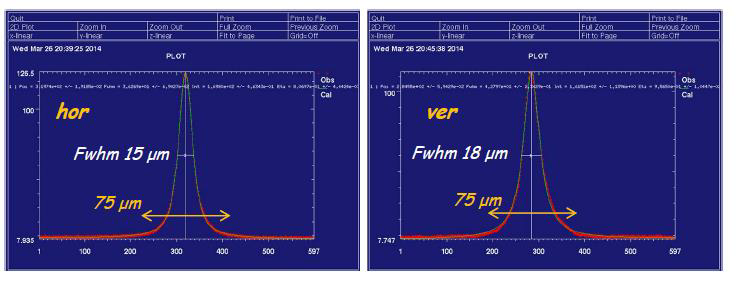 Quit Print Print to File
2D Plot Zoom In Zoom Out Full Zoom Previous Zoom
x-linear y-linear z-linear Fit to Page Grid=Off
Wed Mar 26 20:39:25 2014
PLOT
126.5
Obs
Cal
100
hor
Fwhm 15 µm
75 µm
7.935
1 100 200 300 400 500 597
Quit Print Print to File
2D Plot Zoom In Zoom Out Full Zoom Previous Zoom
x-linear y-linear z-linear Fit to Page Grid=Off
Wed Mar 26 20:45:38 2014
PLOT
Obs
Cal
100
ver
Fwhm 18 µm
75 µm
7.747
1 100 200 300 400 500 597